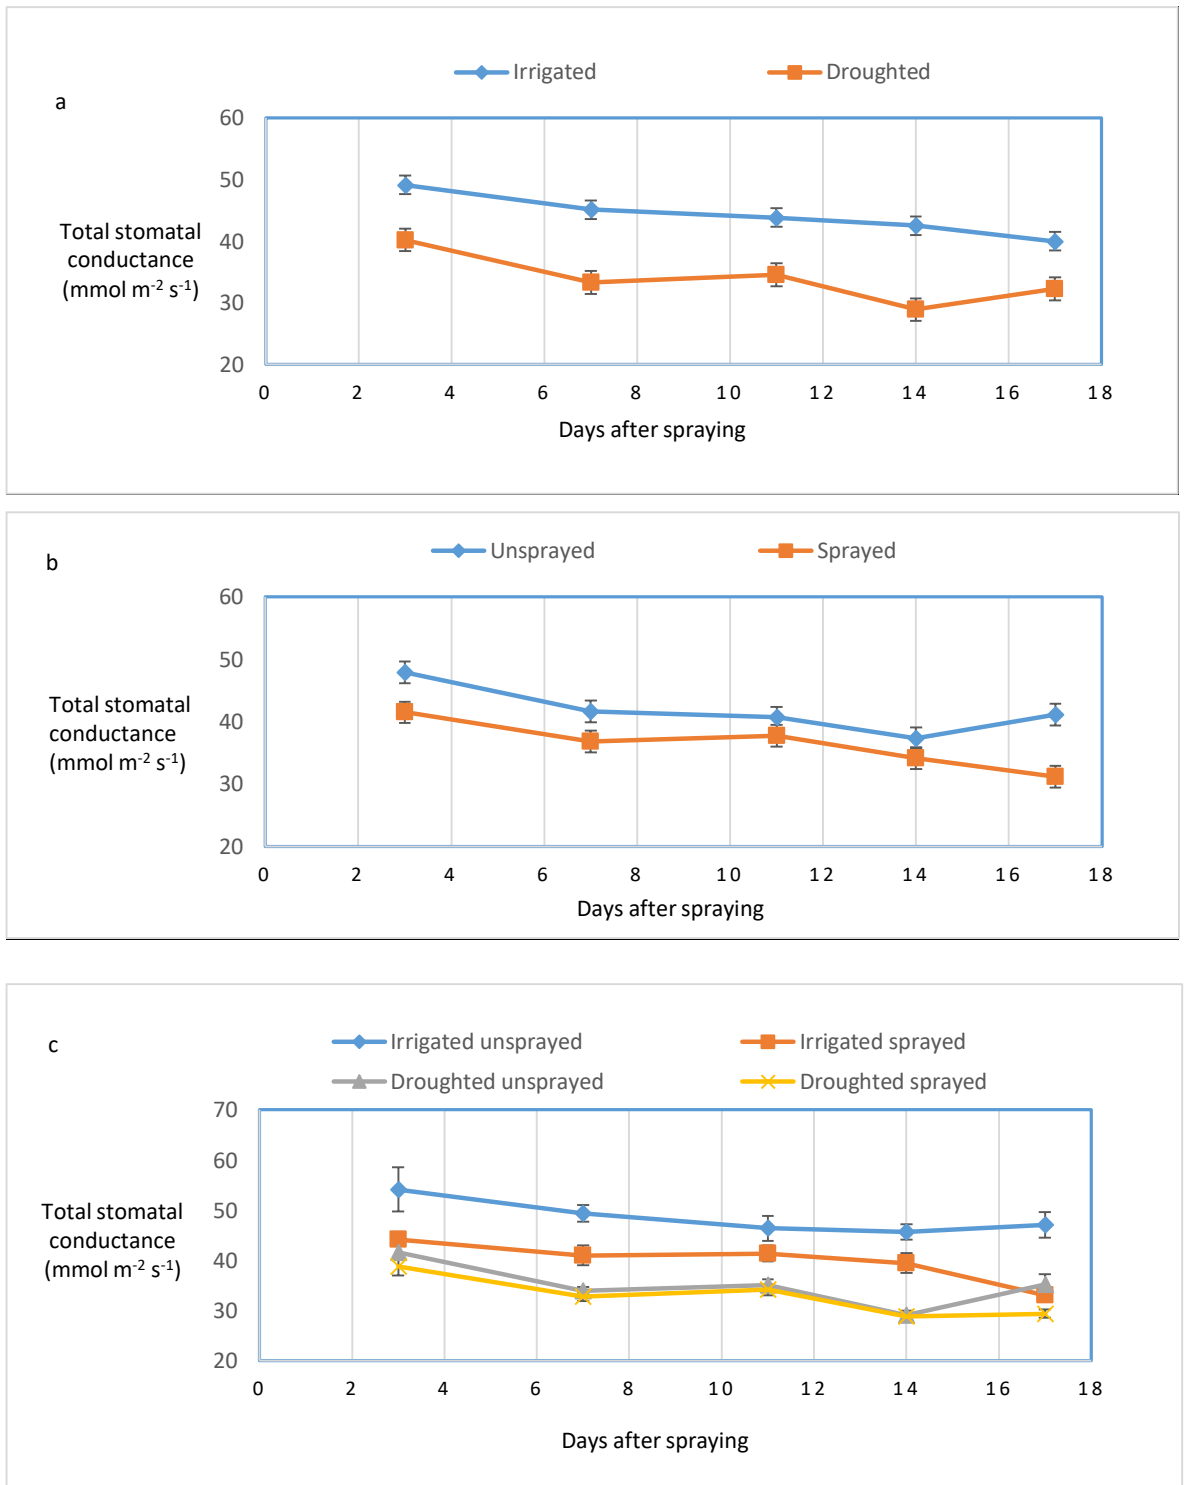 Irrigated Droughted
a
60
50
40
30
20
Total stomatal
conductance
(mmol m-2 s-1)
0 2 4 6 8 10 12 14 16 18
Days after spraying
Unsprayed Sprayed
b
60
50
40
30
20
Total stomatal
conductance
(mmol m-2 s-1)
0 2 4 6 8 10 12 14 16 18
Days after spraying
c
Irrigated unsprayed Irrigated sprayed
Droughted unsprayed Droughted sprayed
70
60
50
40
30
20
Total stomatal
conductance
(mmol m-2 s-1)
0 2 4 6 8 10 12 14 16 18
Days after spraying